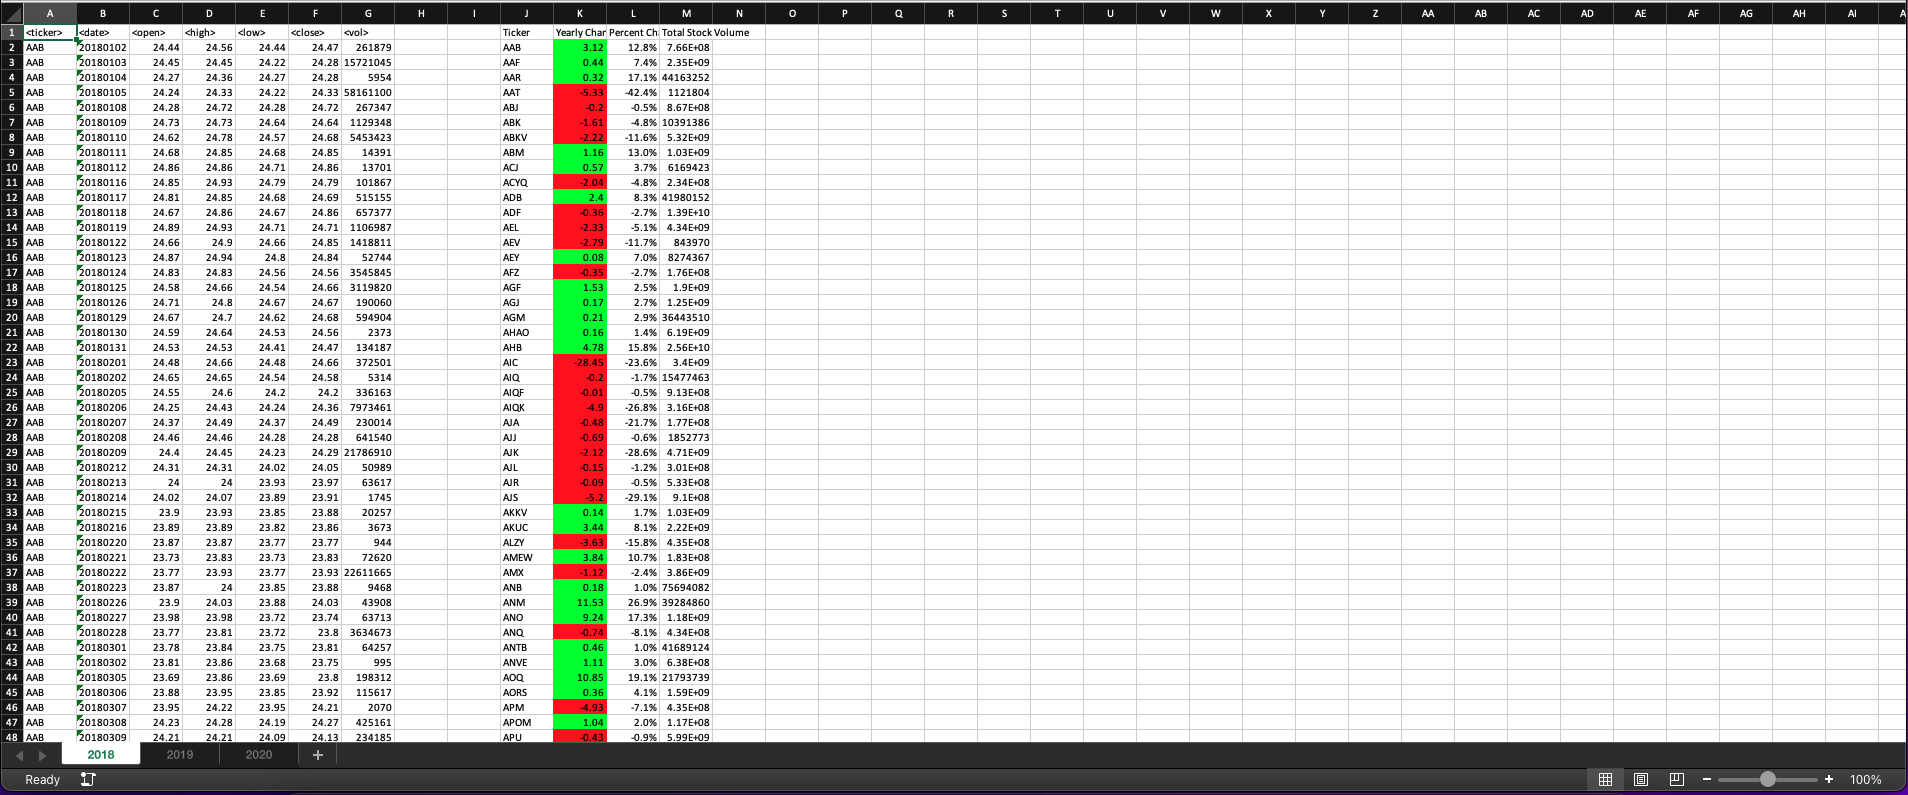 A B C D E F G H I J K L M N O P Q R S T U V W X Y Z AA AB AC AD AE AF AG AH AI A
1 <ticker> <date> <open> <high> <low> <close> <vol> Ticker Yearly Char Percent Ch Total Stock Volume
2 AAB 20180102 24.44 24.56 24.44 24.47 261879 AAB 3.12 12.8% 7.66E+08
3 AAB 20180103 24.45 24.45 24.22 24.28 15721045 AAF 0.44 7.4% 2.35E+09
4 AAB 20180104 24.27 24.36 24.27 24.28 5954 AAR 0.32 17.1% 44163252
5 AAB 20180105 24.24 24.33 24.22 24.33 58161100 AAT -5.33 -42.4% 1121804
6 AAB 20180108 24.28 24.72 24.28 24.72 267347 ABJ -0.2 -0.5% 8.67E+08
7 AAB 20180109 24.73 24.73 24.64 24.64 1129348 ABK -1.61 -4.8% 10391386
8 AAB 20180110 24.62 24.78 24.57 24.68 5453423 ABKV -2.22 -11.6% 5.32E+09
9 AAB 20180111 24.68 24.85 24.68 24.85 14391 ABM 1.16 13.0% 1.03E+09
10 AAB 20180112 24.86 24.86 24.71 24.86 13701 ACJ 0.57 3.7% 6169423
11 AAB 20180116 24.85 24.93 24.79 24.79 101867 ACYQ -2.04 -4.8% 2.34E+08
12 AAB 20180117 24.81 24.85 24.68 24.69 515155 ADB 2.4 8.3% 41980152
13 AAB 20180118 24.67 24.86 24.67 24.86 657377 ADF -0.36 -2.7% 1.39E+10
14 AAB 20180119 24.89 24.93 24.71 24.71 1106987 AEL -2.33 -5.1% 4.34E+09
15 AAB 20180122 24.66 24.9 24.66 24.85 1418811 AEV -2.79 -11.7% 843970
16 AAB 20180123 24.87 24.94 24.8 24.84 52744 AEY 0.08 7.0% 8274367
17 AAB 20180124 24.83 24.83 24.56 24.56 3545845 AFZ -0.35 -2.7% 1.76E+08
18 AAB 20180125 24.58 24.66 24.54 24.66 3119820 AGF 1.53 2.5% 1.9E+09
19 AAB 20180126 24.71 24.8 24.67 24.67 190060 AGJ 0.17 2.7% 1.25E+09
20 AAB 20180129 24.67 24.7 24.62 24.68 594904 AGM 0.21 2.9% 36443510
21 AAB 20180130 24.59 24.64 24.53 24.56 2373 AHAO 0.16 1.4% 6.19E+09
22 AAB 20180131 24.53 24.53 24.41 24.47 134187 AHB 4.78 15.8% 2.56E+10
23 AAB 20180201 24.48 24.66 24.48 24.66 372501 AIC -28.45 -23.6% 3.4E+09
24 AAB 20180202 24.65 24.65 24.54 24.58 5314 AIQ -0.2 -1.7% 15477463
25 AAB 20180205 24.55 24.6 24.2 24.2 336163 AIQF -0.01 -0.5% 9.13E+08
26 AAB 20180206 24.25 24.43 24.24 24.36 7973461 AIQK -4.9 -26.8% 3.16E+08
27 AAB 20180207 24.37 24.49 24.37 24.49 230014 AJA -0.48 -21.7% 1.77E+08
28 AAB 20180208 24.46 24.46 24.28 24.28 641540 AJJ -0.69 -0.6% 1852773
29 AAB 20180209 24.4 24.45 24.23 24.29 21786910 AJK -2.12 -28.6% 4.71E+09
30 AAB 20180212 24.31 24.31 24.02 24.05 50989 AJL -0.15 -1.2% 3.01E+08
31 AAB 20180213 24 24 23.93 23.97 63617 AJR -0.09 -0.5% 5.33E+08
32 AAB 20180214 24.02 24.07 23.89 23.91 1745 AJS -5.2 -29.1% 9.1E+08
33 AAB 20180215 23.9 23.93 23.85 23.88 20257 AKKV 0.14 1.7% 1.03E+09
34 AAB 20180216 23.89 23.89 23.82 23.86 3673 AKUC 3.44 8.1% 2.22E+09
35 AAB 20180220 23.87 23.87 23.77 23.77 944 ALZY -3.63 -15.8% 4.35E+08
36 AAB 20180221 23.73 23.83 23.73 23.83 72620 AMEW 3.84 10.7% 1.83E+08
37 AAB 20180222 23.77 23.93 23.77 23.93 22611665 AMX -1.12 -2.4% 3.86E+09
38 AAB 20180223 23.87 24 23.85 23.88 9468 ANB 0.18 1.0% 75694082
39 AAB 20180226 23.9 24.03 23.88 24.03 43908 ANM 11.53 26.9% 39284860
40 AAB 20180227 23.98 23.98 23.72 23.74 63713 ANO 9.24 17.3% 1.18E+09
41 AAB 20180228 23.77 23.81 23.72 23.8 3634673 ANQ -0.74 -8.1% 4.34E+08
42 AAB 20180301 23.78 23.84 23.75 23.81 64257 ANTB 0.46 1.0% 41689124
43 AAB 20180302 23.81 23.86 23.68 23.75 995 ANVE 1.11 3.0% 6.38E+08
44 AAB 20180305 23.69 23.86 23.69 23.8 198312 AOQ 10.85 19.1% 21793739
45 AAB 20180306 23.88 23.95 23.85 23.92 115617 AORS 0.36 4.1% 1.59E+09
46 AAB 20180307 23.95 24.22 23.95 24.21 2070 APM -4.93 -7.1% 4.35E+08
47 AAB 20180308 24.23 24.28 24.19 24.27 425161 APOM 1.04 2.0% 1.17E+08
48 AAB 20180309 24.21 24.21 24.09 24.13 234185 APU -0.43 -0.9% 5.99E+09
2018 2019 2020 +
Ready − + 100%